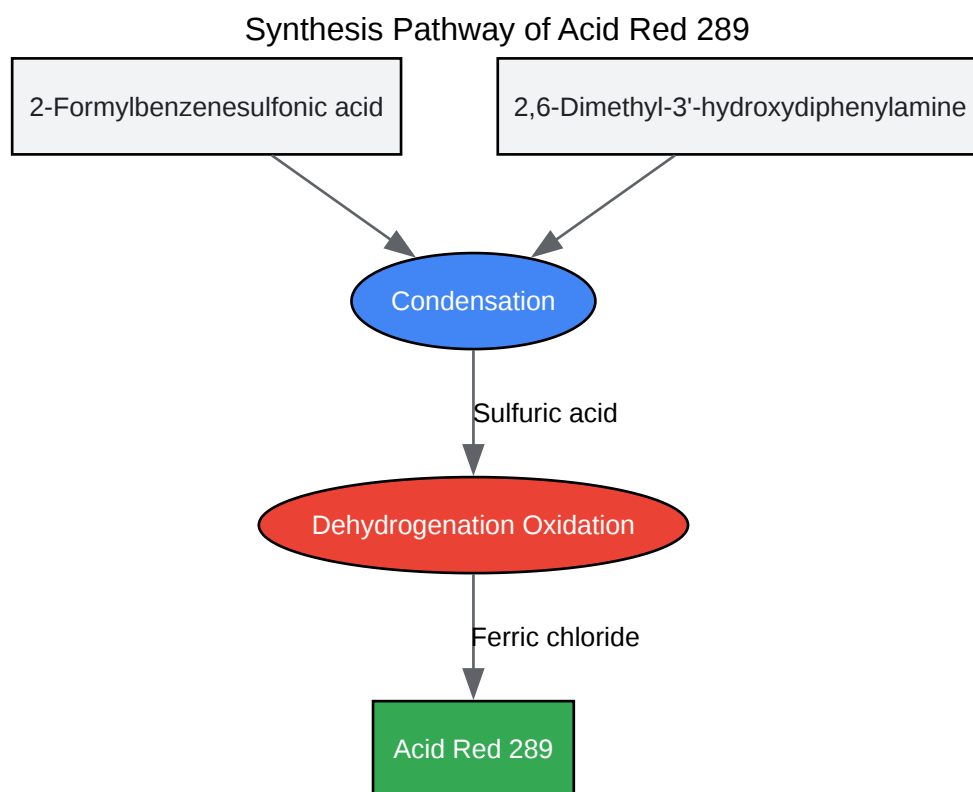 Synthesis Pathway of Acid Red 289
2-Formylbenzenesulfonic acid
2,6-Dimethyl-3'-hydroxydiphenylamine
Condensation
Sulfuric acid
Dehydrogenation Oxidation
Ferric chloride
Acid Red 289